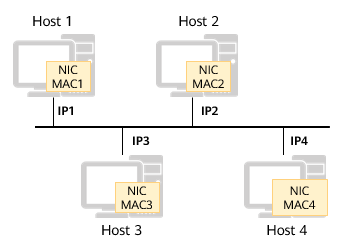 Host 1
Host 2
NIC
MAC1
NIC
MAC2
IP1
IP2
IP3
IP4
NIC
MAC3
NIC
MAC4
Host 3
Host 4